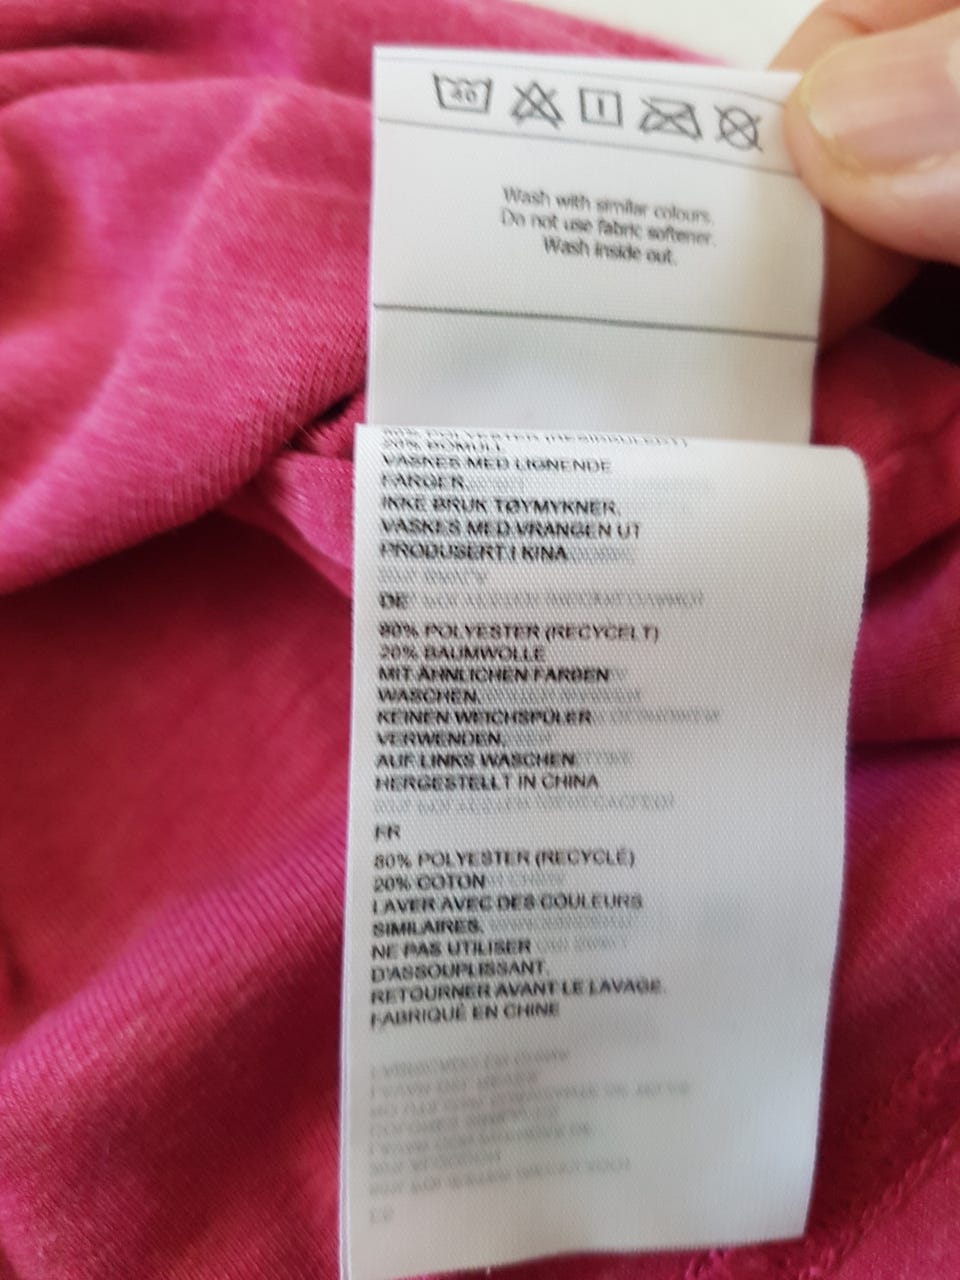 40
Wash with similar colours.
Do not use fabric softener.
Wash inside out.
20% BOMULL
VASKES MED LIGNENDE
FARGER.
IKKE BRUK TØYMYKNER.
VASKES MED VRANGEN UT
PRODUSERT I KINA
DE
80% POLYESTER (RECYCELT)
20% BAUMWOLLE
MIT ÄHNLICHEN FARBEN
WASCHEN.
KEINEN WEICHSPÜLER
VERWENDEN.
AUF LINKS WASCHEN.
HERGESTELLT IN CHINA
FR
80% POLYESTER (RECYCLÉ)
20% COTON
LAVER AVEC DES COULEURS
SIMILAIRES.
NE PAS UTILISER
D'ASSOUPLISSANT.
RETOURNER AVANT LE LAVAGE.
FABRIQUÉ EN CHINE